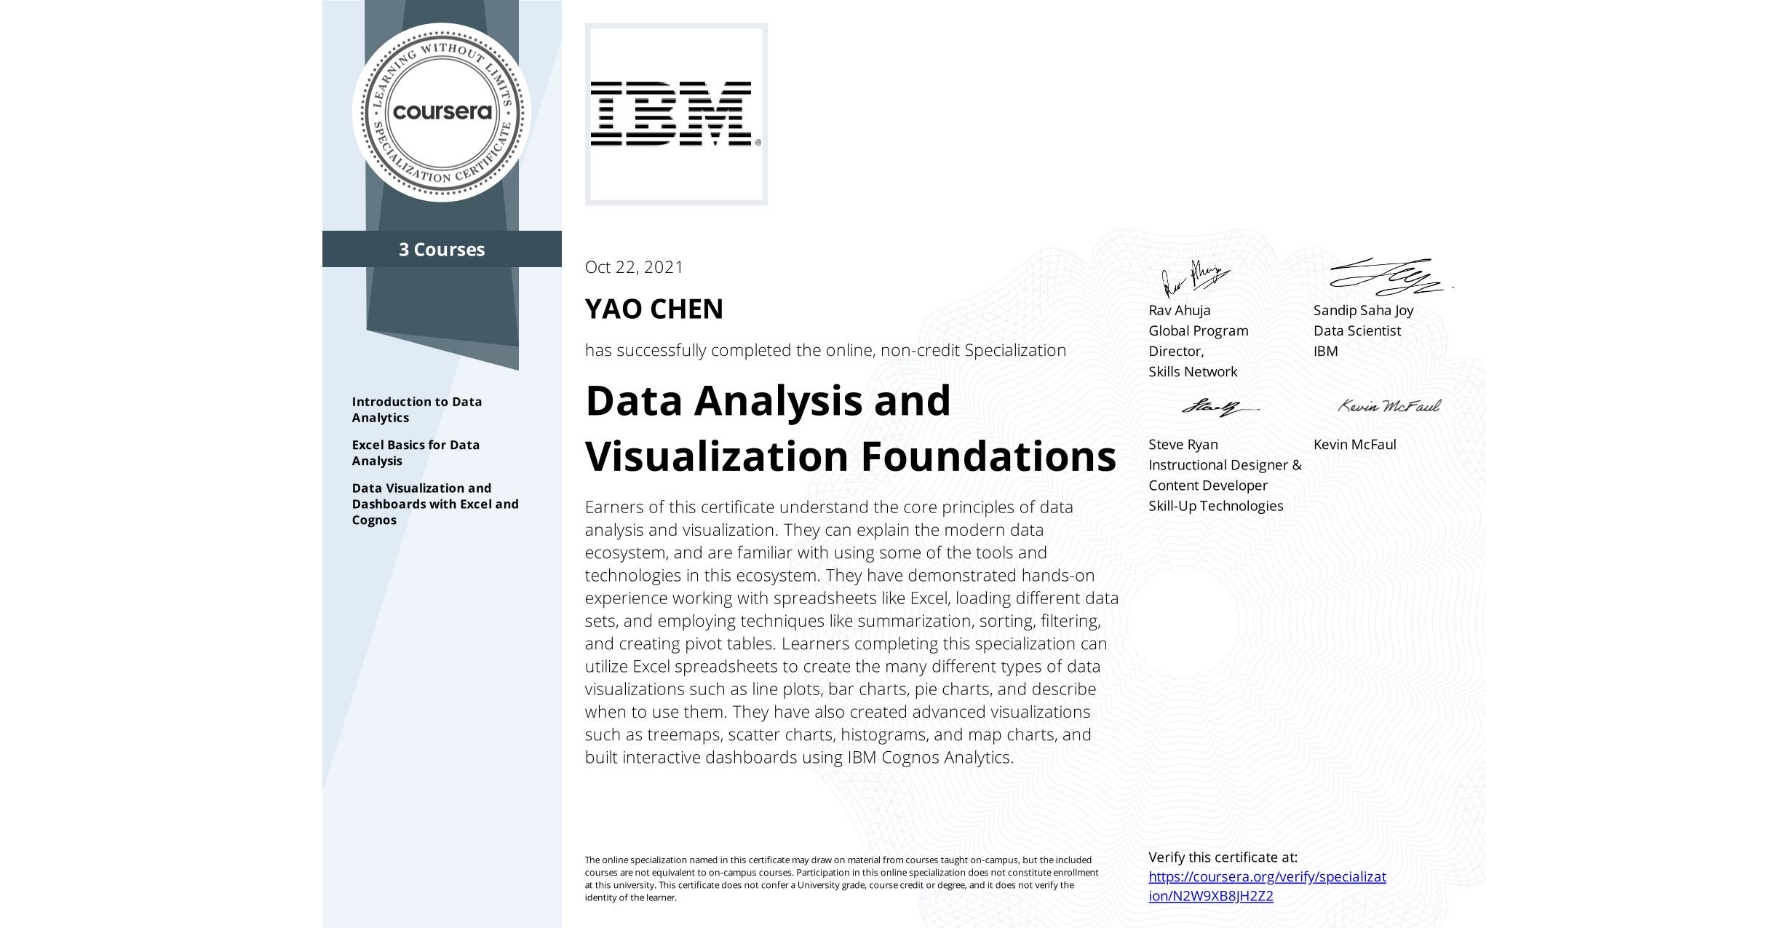 LEARNING WITHOUT LIMITS
coursera
SPECIALIZATION CERTIFICATE
3 Courses
Introduction to Data
Analytics
Excel Basics for Data
Analysis
Data Visualization and
Dashboards with Excel and
Cognos
IBM®
Oct 22, 2021
YAO CHEN
has successfully completed the online, non-credit Specialization
Data Analysis and
Visualization Foundations
Earners of this certificate understand the core principles of data
analysis and visualization. They can explain the modern data
ecosystem, and are familiar with using some of the tools and
technologies in this ecosystem. They have demonstrated hands-on
experience working with spreadsheets like Excel, loading different data
sets, and employing techniques like summarization, sorting, filtering,
and creating pivot tables. Learners completing this specialization can
utilize Excel spreadsheets to create the many different types of data
visualizations such as line plots, bar charts, pie charts, and describe
when to use them. They have also created advanced visualizations
such as treemaps, scatter charts, histograms, and map charts, and
built interactive dashboards using IBM Cognos Analytics.
The online specialization named in this certificate may draw on material from courses taught on-campus, but the included
courses are not equivalent to on-campus courses. Participation in this online specialization does not constitute enrollment
at this university. This certificate does not confer a University grade, course credit or degree, and it does not verify the
identity of the learner.
Rav Ahuja
Rav Ahuja
Global Program
Director,
Skills Network
Sandip Saha Joy
Data Scientist
IBM
Steve Ryan
Instructional Designer &
Content Developer
Skill-Up Technologies
Kevin McFaul
Kevin McFaul
Verify this certificate at:
https://coursera.org/verify/specializat
ion/N2W9XB8JH2Z2